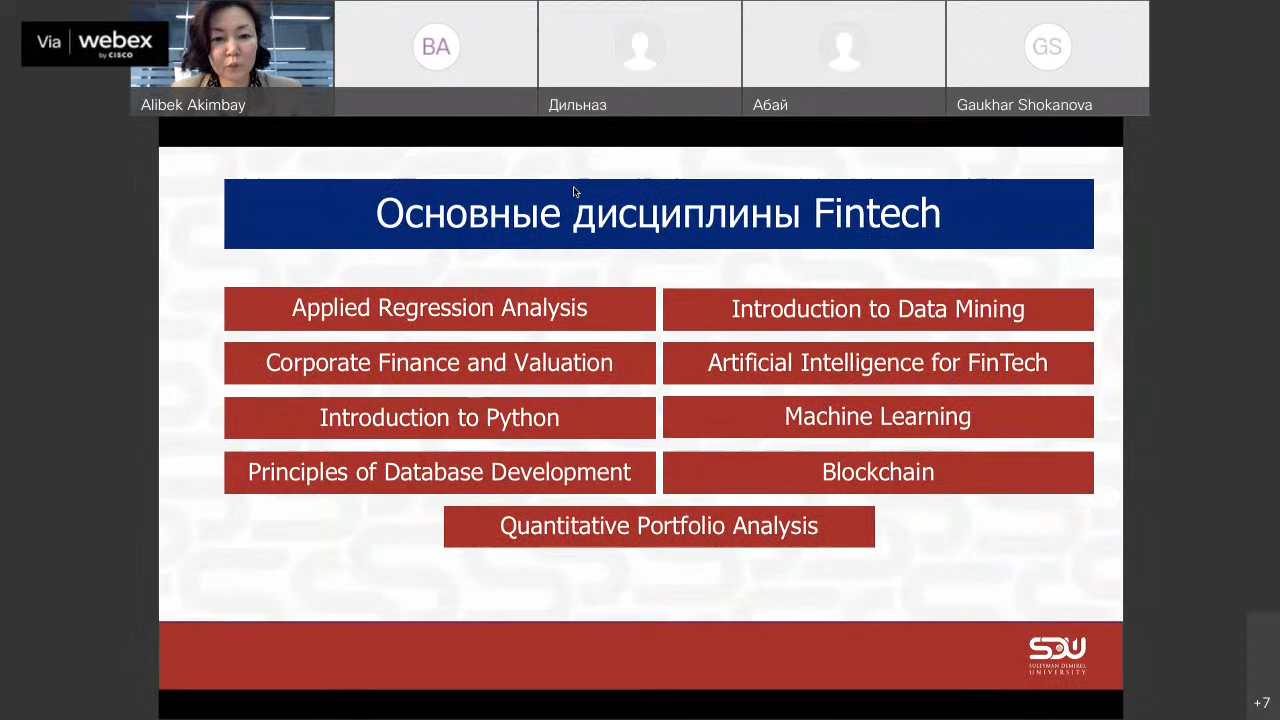 Via webex
by CISCO
BA
GS
Alibek Akimbay
Дильназ
Абай
Gaukhar Shokanova
Основные дисциплины Fintech
Applied Regression Analysis
Introduction to Data Mining
Corporate Finance and Valuation
Artificial Intelligence for FinTech
Introduction to Python
Machine Learning
Principles of Database Development
Blockchain
Quantitative Portfolio Analysis
SDU
SULEYMAN DEMIREL
UNIVERSITY
+7